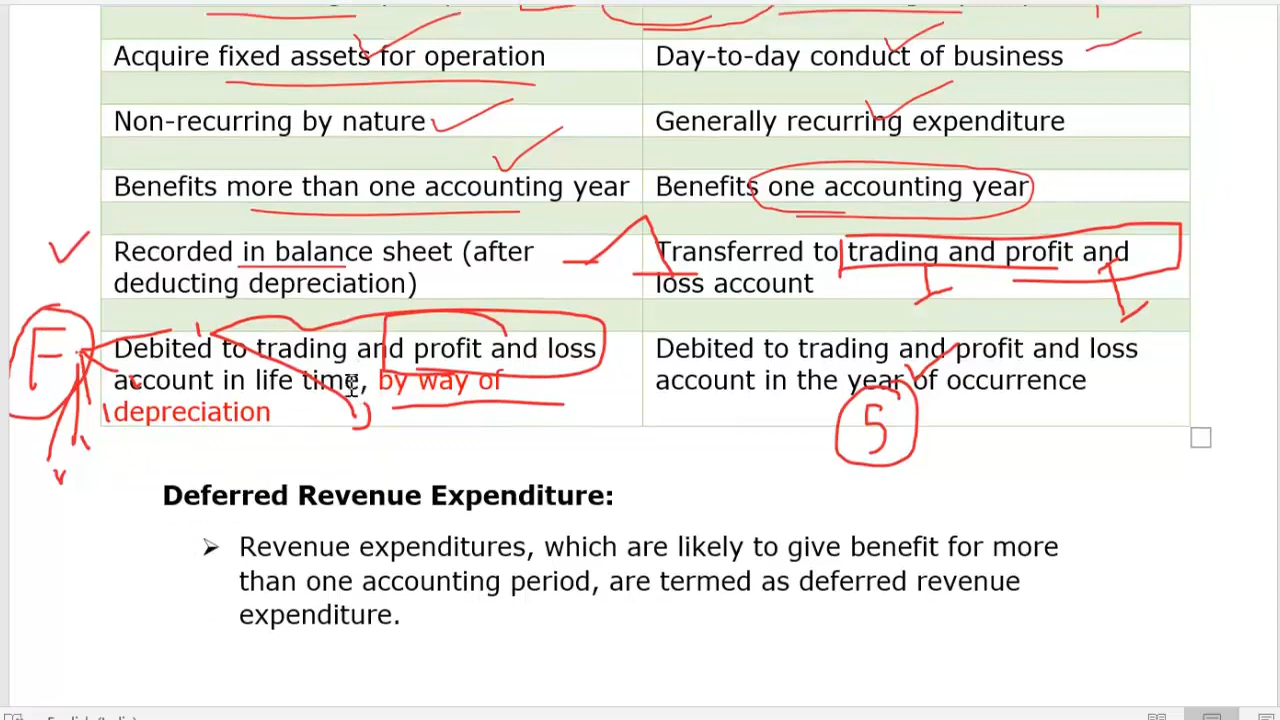 Acquire fixed assets for operation
Day-to-day conduct of business
Non-recurring by nature
Generally recurring expenditure
Benefits more than one accounting year
Benefits one accounting year
Recorded in balance sheet (after
deducting depreciation)
Transferred to trading and profit and
loss account
Debited to trading and profit and loss
account in life time, by way of
depreciation
Debited to trading and profit and loss
account in the year of occurrence
F
5
Deferred Revenue Expenditure:
Revenue expenditures, which are likely to give benefit for more
than one accounting period, are termed as deferred revenue
expenditure.